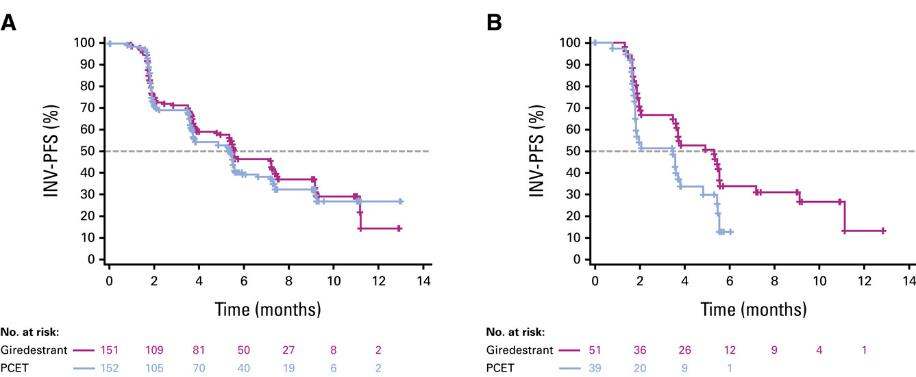 A
INV-PFS (%)
100
90
80
70
60
50
40
30
20
10
0
0 2 4 6 8 10 12 14
Time (months)
No. at risk:
Giredestrant 151 109 81 50 27 8 2
PCET 152 105 70 40 19 6 2
B
INV-PFS (%)
100
90
80
70
60
50
40
30
20
10
0
0 2 4 6 8 10 12 14
Time (months)
No. at risk:
Giredestrant 51 36 26 12 9 4 1
PCET 39 20 9 1